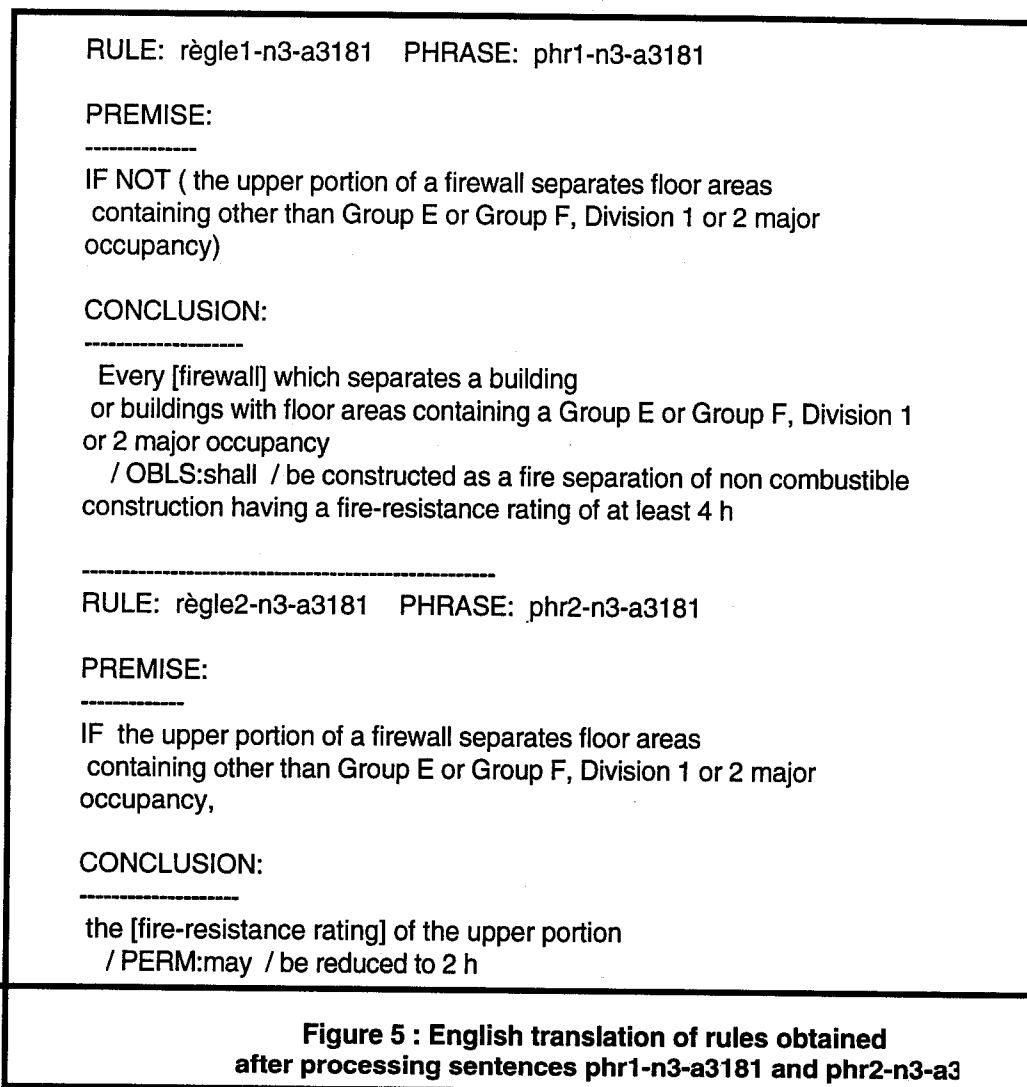 RULE: règle1-n3-a3181 PHRASE: phr1-n3-a3181
PREMISE:
--------------
IF NOT ( the upper portion of a firewall separates floor areas
containing other than Group E or Group F, Division 1 or 2 major
occupancy)
CONCLUSION:
--------------------
Every [firewall] which separates a building
or buildings with floor areas containing a Group E or Group F, Division 1
or 2 major occupancy
/ OBLS:shall / be constructed as a fire separation of non combustible
construction having a fire-resistance rating of at least 4 h
----------------------------------------------------
RULE: règle2-n3-a3181 PHRASE: phr2-n3-a3181
PREMISE:
-------------
IF the upper portion of a firewall separates floor areas
containing other than Group E or Group F, Division 1 or 2 major
occupancy,
CONCLUSION:
--------------------
the [fire-resistance rating] of the upper portion
/ PERM:may / be reduced to 2 h
Figure 5 : English translation of rules obtained
after processing sentences phr1-n3-a3181 and phr2-n3-a3